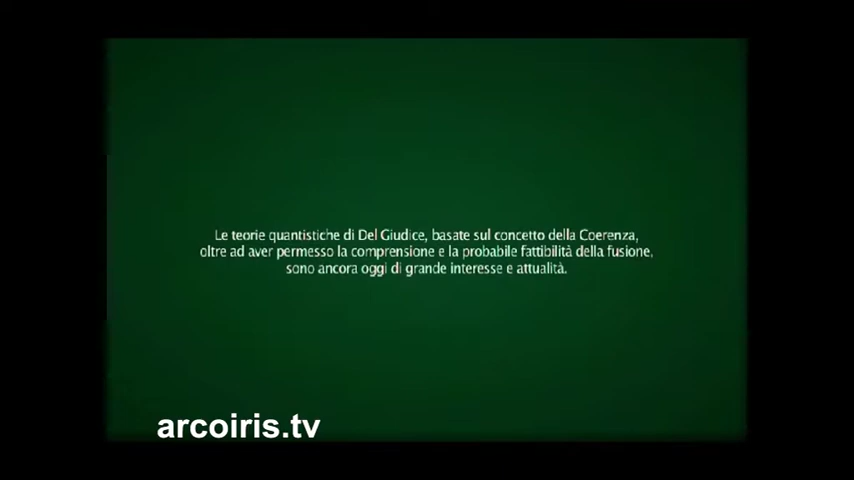 Le teorie quantistiche di Del Giudice, basate sul concetto della Coerenza,
oltre ad aver permesso la comprensione e la probabile fattibilità della fusione,
sono ancora oggi di grande interesse e attualità.
arcoiris.tv